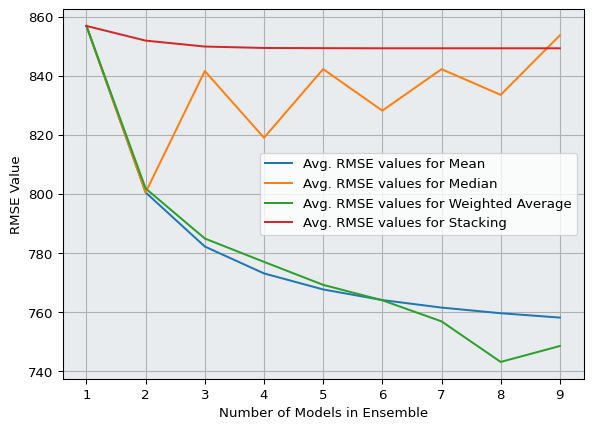 860
840
820
800
780
760
740
RMSE Value
Avg. RMSE values for Mean
Avg. RMSE values for Median
Avg. RMSE values for Weighted Average
Avg. RMSE values for Stacking
1 2 3 4 5 6 7 8 9
Number of Models in Ensemble